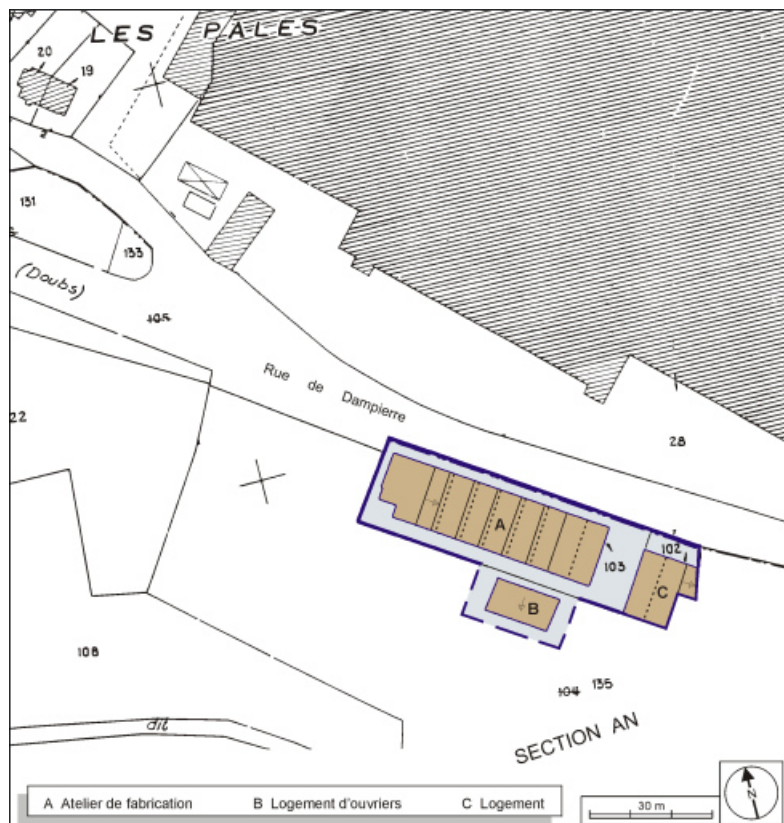 LES PALES
20
19
131
133
(Doubs)
105
Rue de Dampierre
22
28
A
103
102
C
B
108
104 135
dit
SECTION AN
A Atelier de fabrication B Logement d'ouvriers C Logement
30 m
N